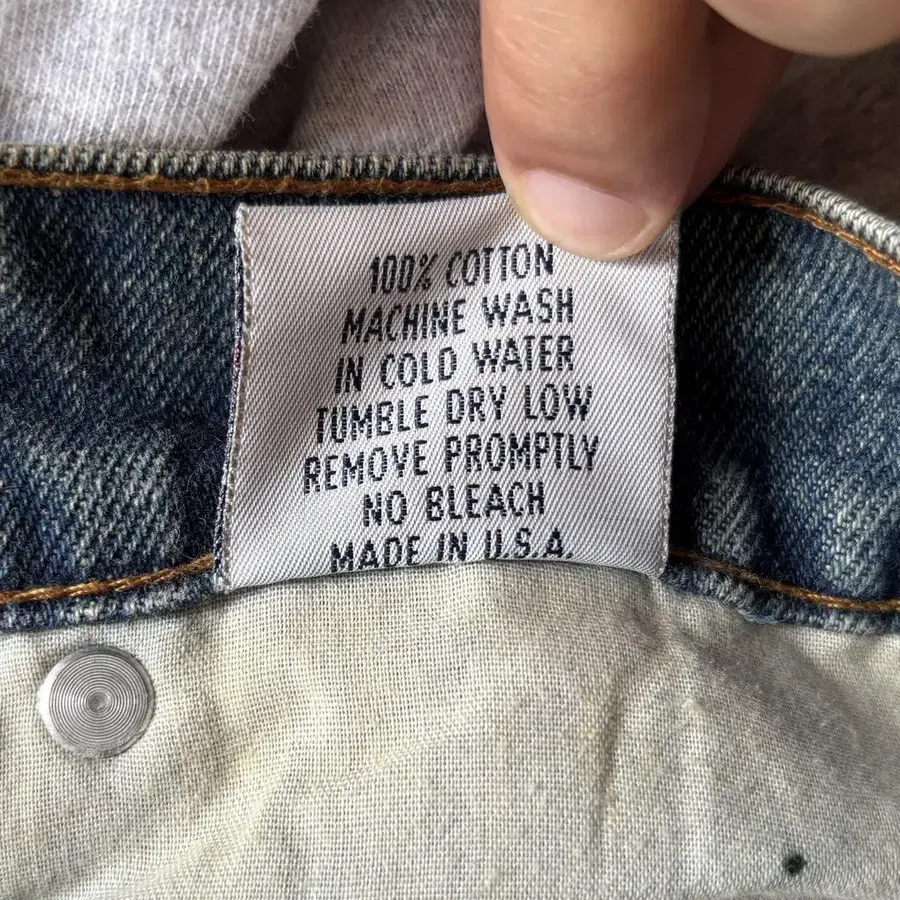 100% COTTON
MACHINE WASH
IN COLD WATER
TUMBLE DRY LOW
REMOVE PROMPTLY
NO BLEACH
MADE IN U.S.A.